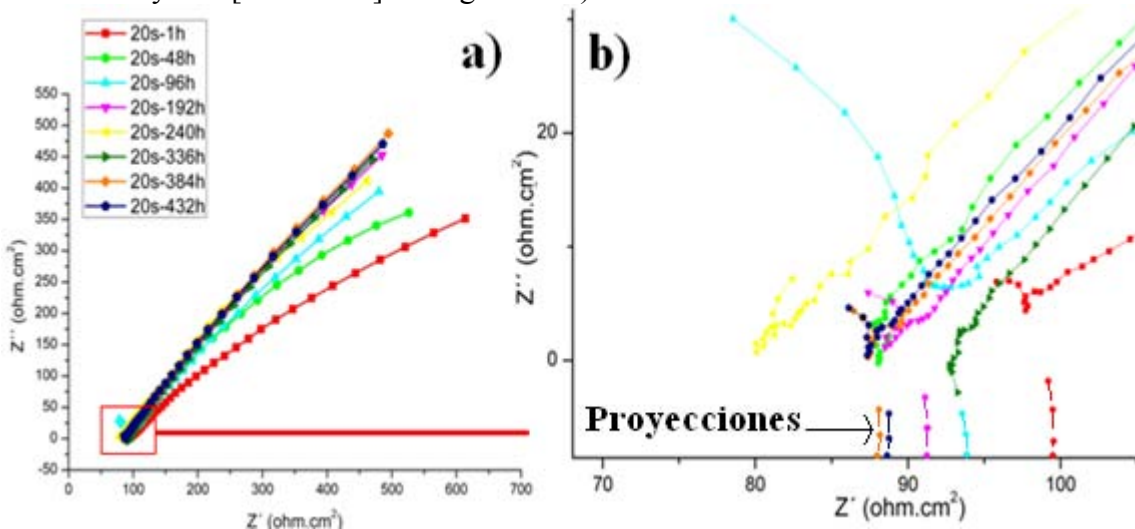 a)
20s-1h
20s-48h
20s-96h
20s-192h
20s-240h
20s-336h
20s-384h
20s-432h
550
500
450
400
350
300
250
200
150
100
50
0
-50
Z´´ (ohm.cm²)
0 100 200 300 400 500 600 700
Z´ (ohm.cm²)
b)
20
0
Z´´ (ohm.cm²)
Proyecciones
70 80 90 100
Z´ (ohm.cm²)